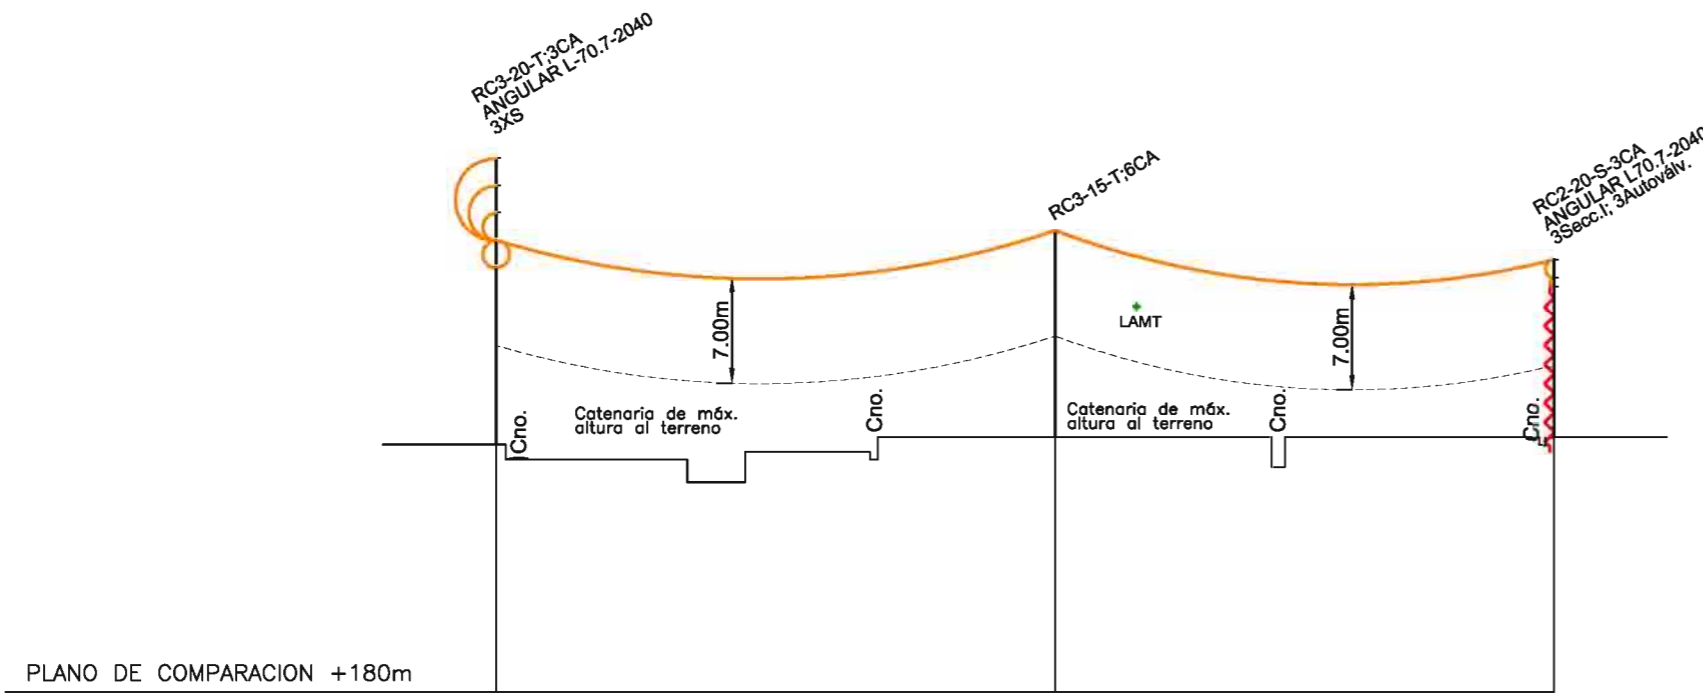 RC3-20-T;3CA
ANGULAR L-70.7-2040
3XS
RC3-15-T;6CA
RC2-20-S-3CA
ANGULAR L70.7-2040
3Secc.I; 3Autoválv.
7.00m
LAMT
7.00m
Cno.
Catenaria de máx.
altura al terreno
Cno.
Catenaria de máx.
altura al terreno
Cno.
Cno.
PLANO DE COMPARACION +180m